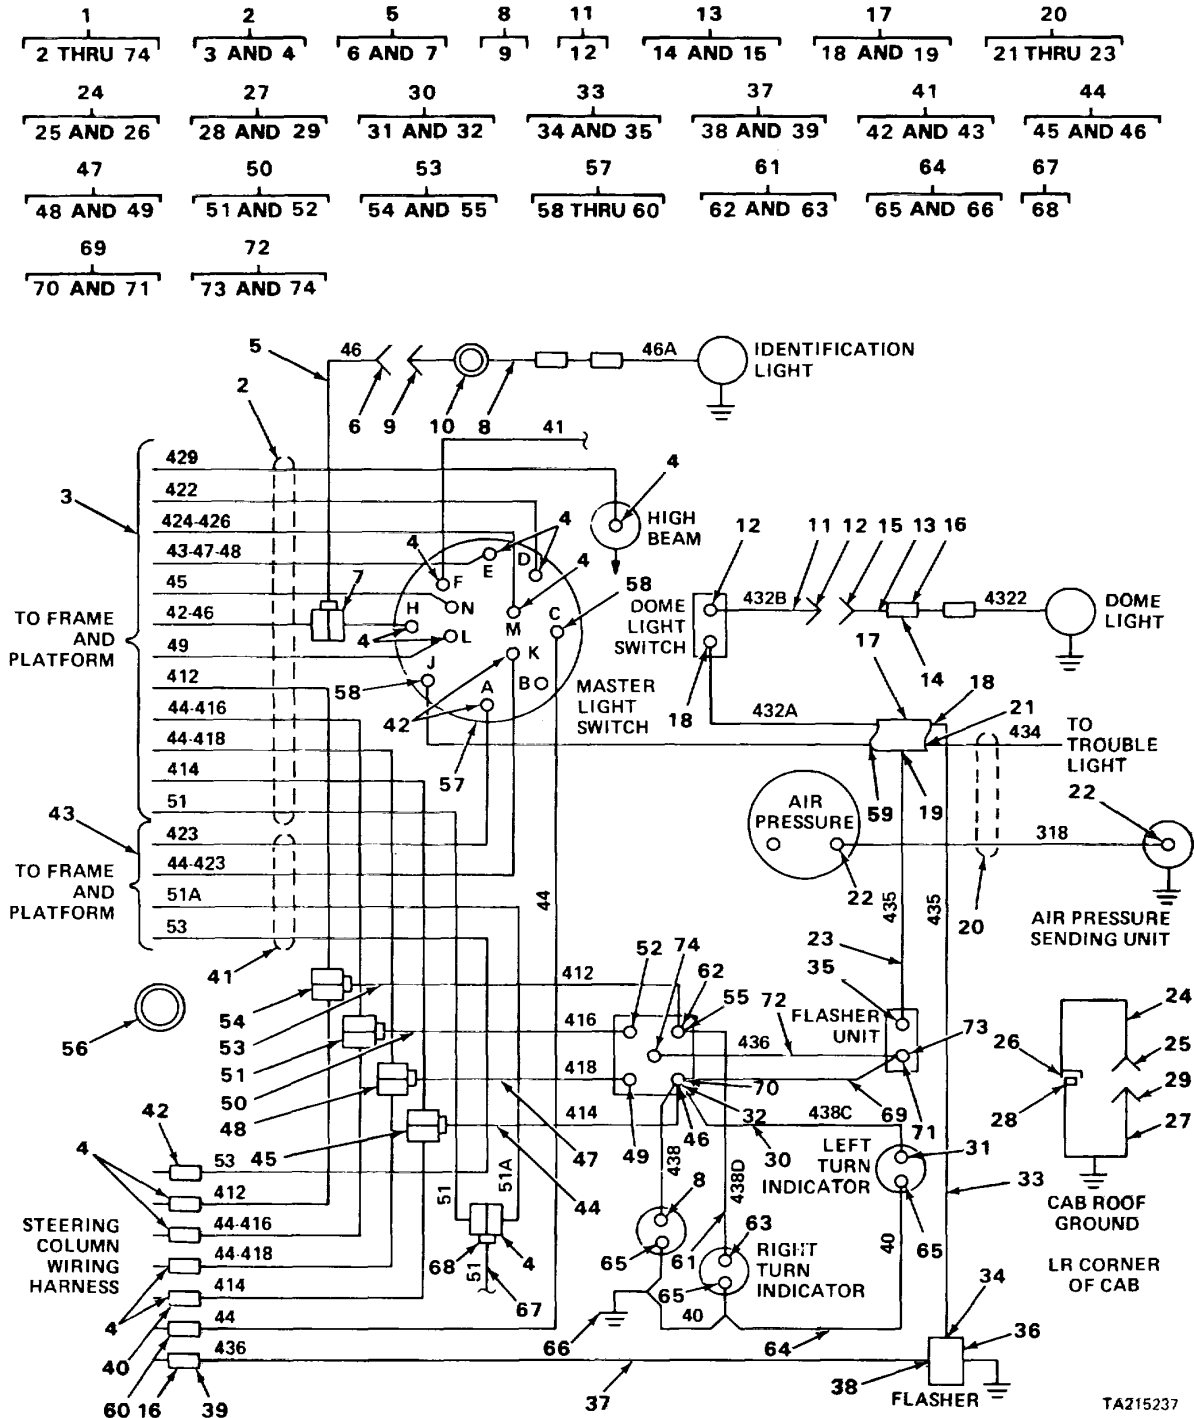 1 2 5 8 11 13 17 20
2 THRU 74 3 AND 4 6 AND 7 9 12 14 AND 15 18 AND 19 21 THRU 23
24 27 30 33 37 41 44
25 AND 26 28 AND 29 31 AND 32 34 AND 35 38 AND 39 42 AND 43 45 AND 46
47 50 53 57 61 64 67
48 AND 49 51 AND 52 54 AND 55 58 THRU 60 62 AND 63 65 AND 66 68
69 72
70 AND 71 73 AND 74
5 46 46A IDENTIFICATION
LIGHT
2
6 9 10 8 41
429
3 422
424-426
43-47-48
45
42-46
49
412
44-416
44-418
414
51
TO FRAME
AND
PLATFORM
7
4 4 4 4 4
HIGH
BEAM
F E D
N
H M C
L K
J A B
58 58
42
57
MASTER
LIGHT
SWITCH
12 11 12 15 13 16
DOME
LIGHT
SWITCH
432B 4322
DOME
LIGHT
17 14 18 21
18 432A 434
TO
TROUBLE
LIGHT
AIR
PRESSURE
59 19 22
318
22 20
AIR PRESSURE
SENDING UNIT
43 423
44-423
51A
53
TO FRAME
AND
PLATFORM
41
44
435 435
23
35
56
54
53
51
50
48
45
412
416
418
414
52 74 62
55 72
436
FLASHER
UNIT
73
70
32
46
49
69
71
438C
30
47
44
438
438D
LEFT
TURN
INDICATOR
31
33
65
40
24
25
26
28
29
27
CAB ROOF
GROUND
LR CORNER
OF CAB
42 53
4 412
44-416
44-418
414
44
436
STEERING
COLUMN
WIRING
HARNESS
4
40
60 16 39
51 51A
68 4
51 67
8
65
61 63
65
RIGHT
TURN
INDICATOR
40
66 64
37
34
36
38
FLASHER
TA215237